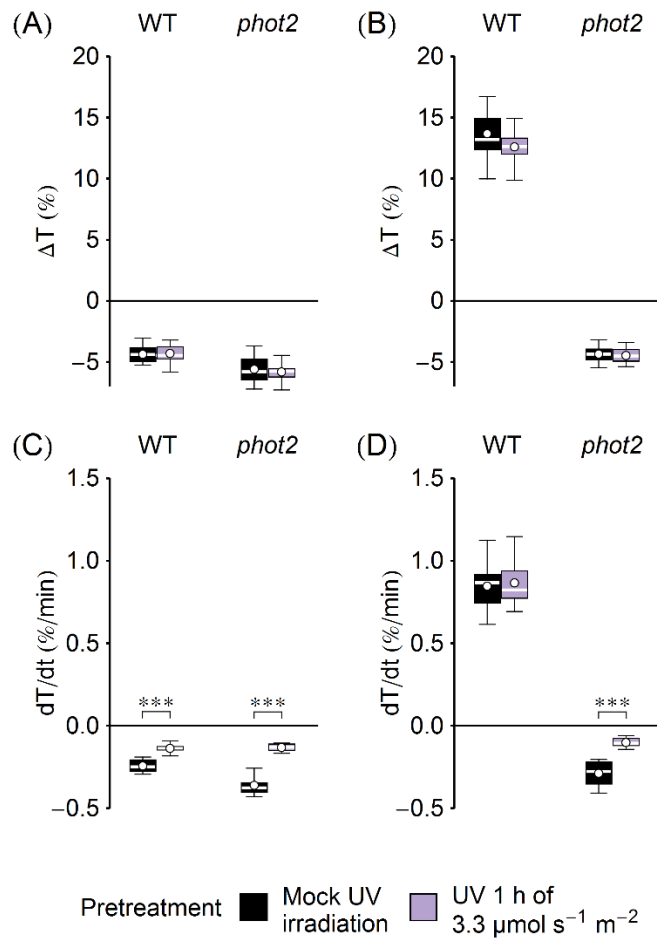 (A) WT phot2
20
15
10
5
0
−5
ΔT (%)
(B) WT phot2
20
15
10
5
0
−5
ΔT (%)
(C) WT phot2
1.5
1.0
0.5
0.0
−0.5
dT/dt (%/min)
*** ***
(D) WT phot2
1.5
1.0
0.5
0.0
−0.5
dT/dt (%/min)
***
Pretreatment
Mock UV
irradiation
UV 1 h of
3.3 μmol s⁻¹ m⁻²